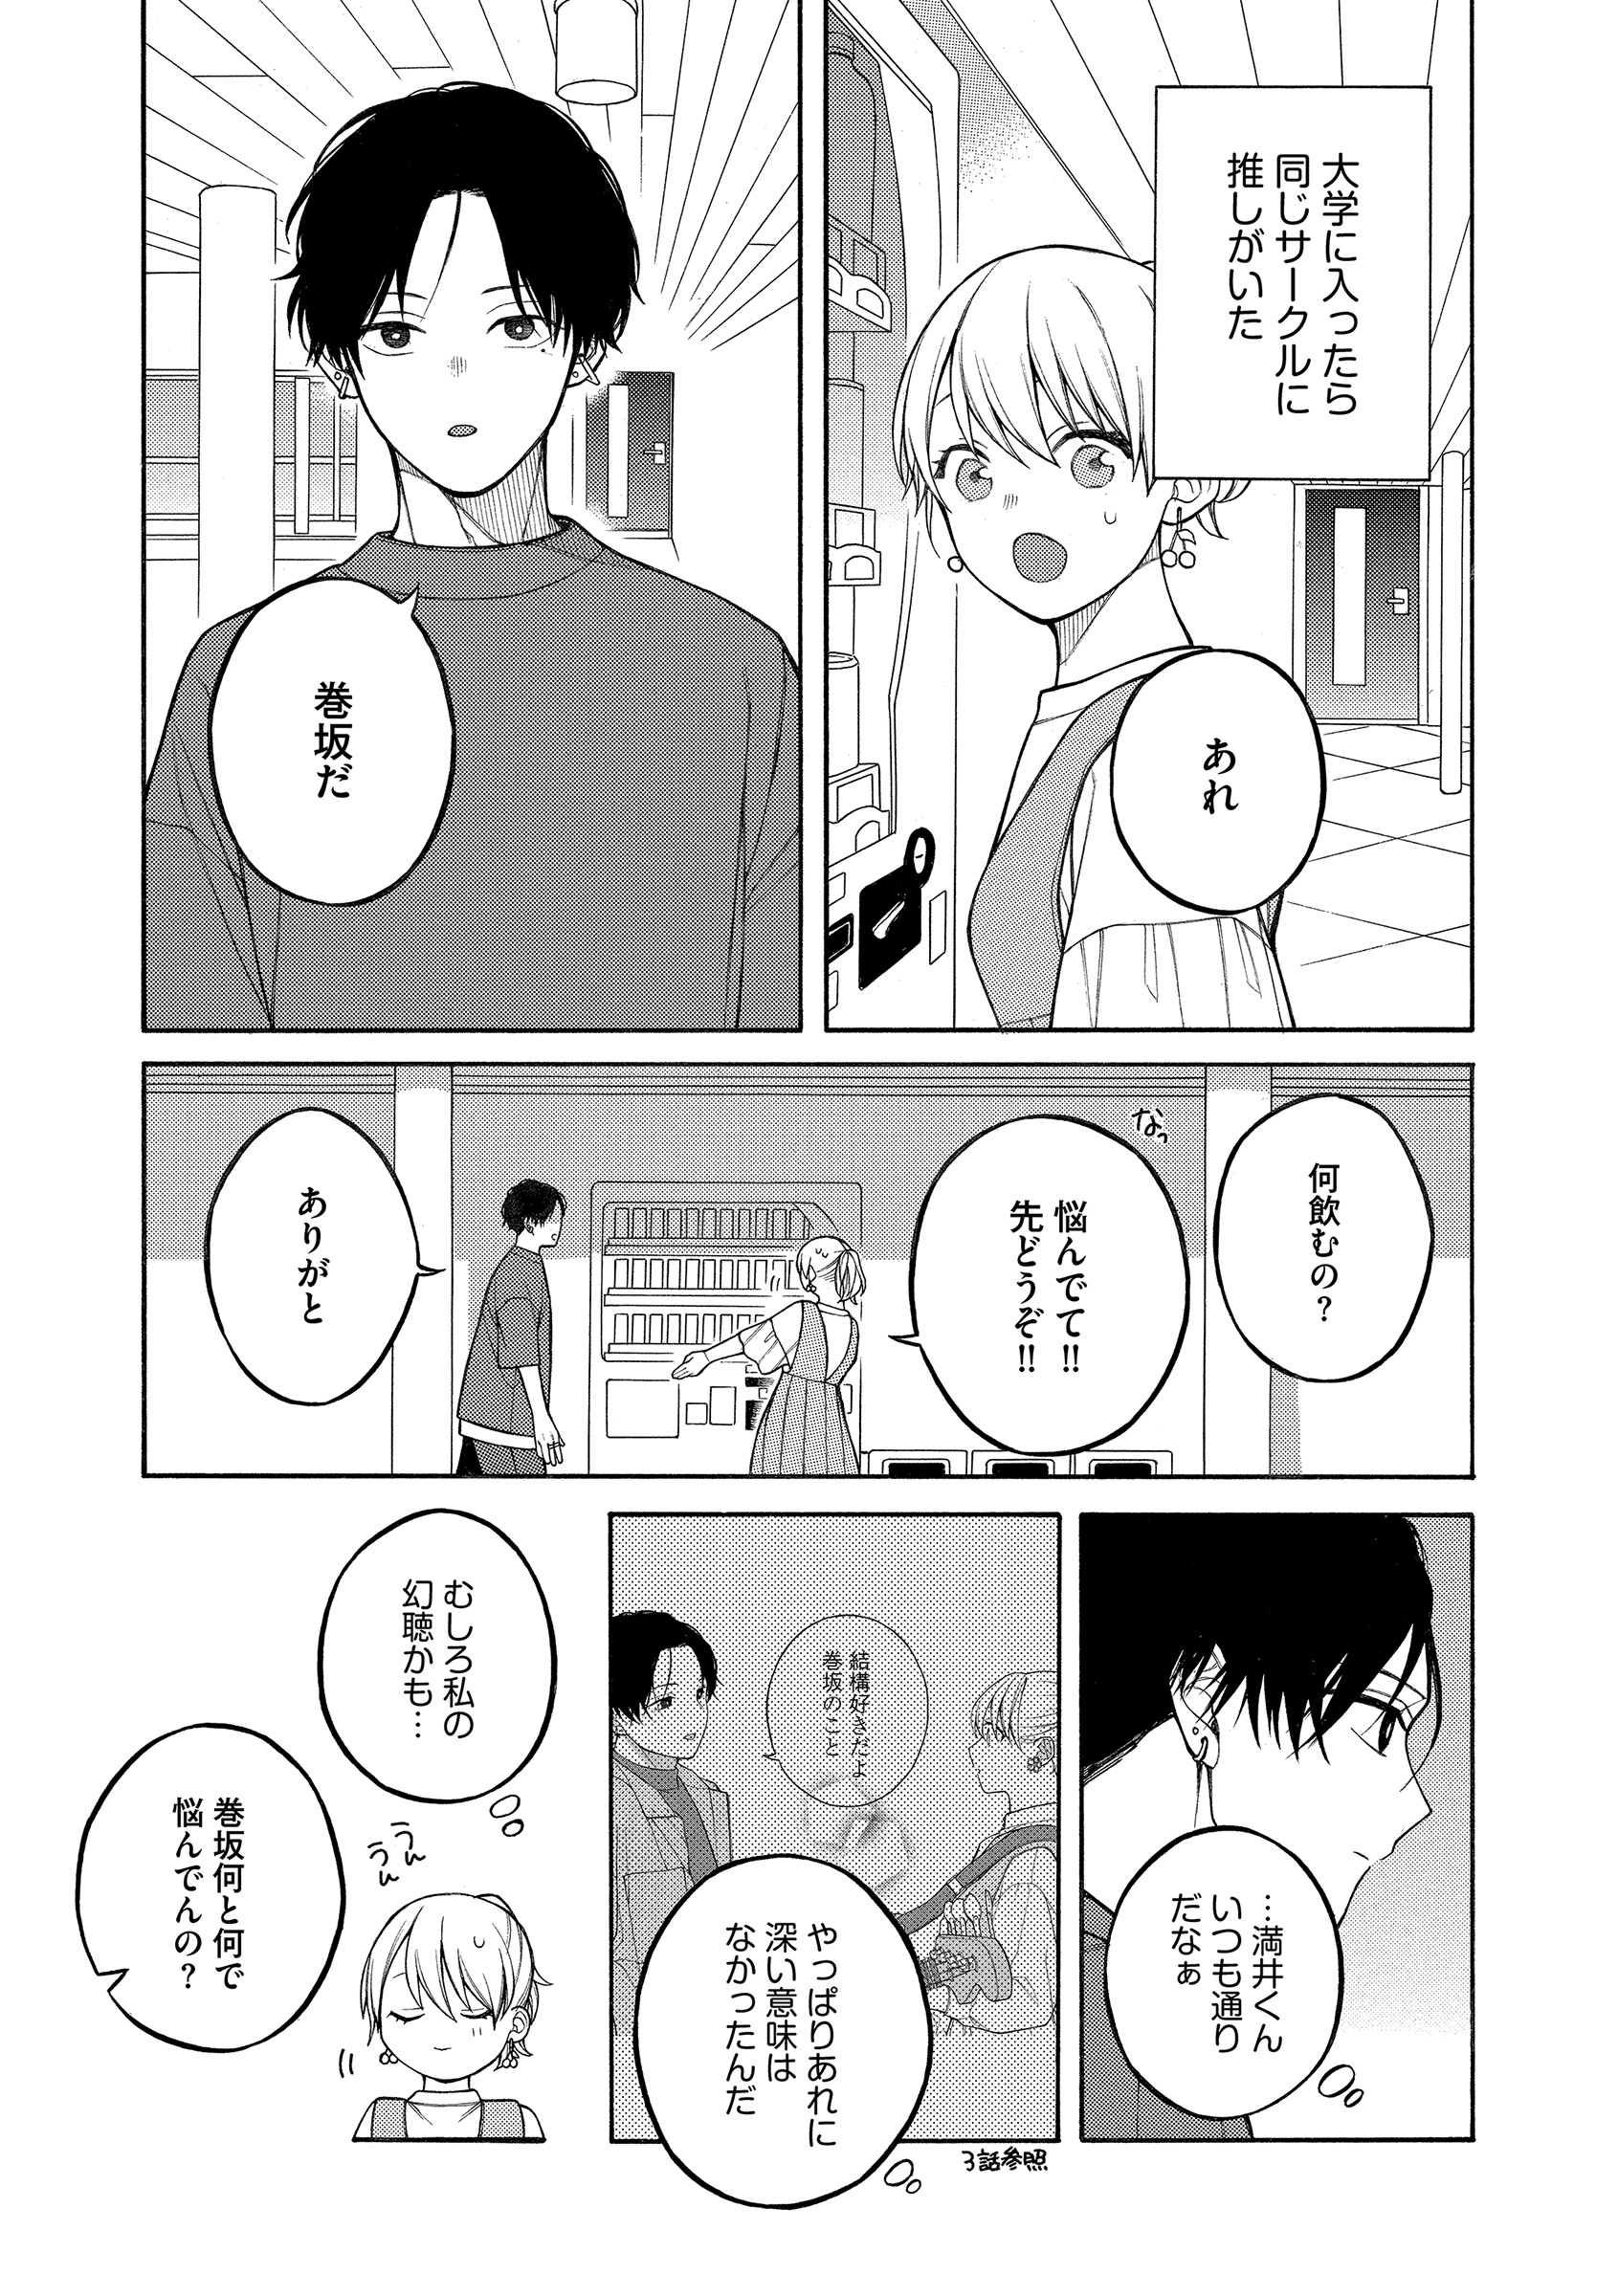 大学に入ったら
同じサークルに
推しがいた
あれ
巻坂だ
何飲むの？
なっ
悩んでて!!
先どうぞ!!
ありがと
…満井くん
いつも通り
だなぁ
結構好きだよ
巻坂のこと
やっぱりあれに
深い意味は
なかったんだ
3話参照
むしろ私の
幻聴かも…
うん
うん
巻坂何と何で
悩んでんの？